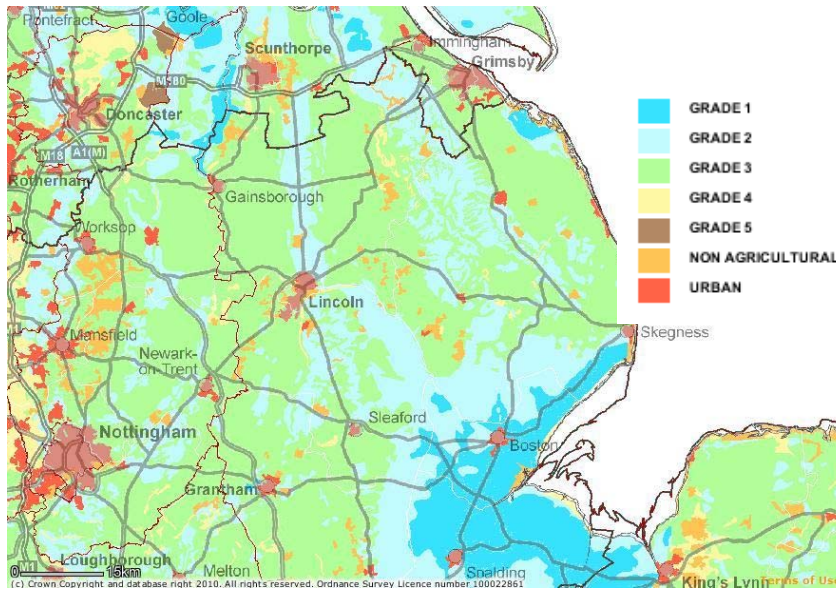 Pontefract
Goole
Scunthorpe
Immingham
Grimsby
M180
Doncaster
M18
A1(M)
Rotherham
Gainsborough
Worksop
Lincoln
Skegness
Mansfield
Newark-
on-Trent
Sleaford
Boston
Nottingham
Grantham
Loughborough
Melton
Spalding
King's Lynn
M1
0 15km
Terms of Us
(c) Crown Copyright and database right 2010. All rights reserved. Ordnance Survey Licence number 100022861
GRADE 1
GRADE 2
GRADE 3
GRADE 4
GRADE 5
NON AGRICULTURAL
URBAN